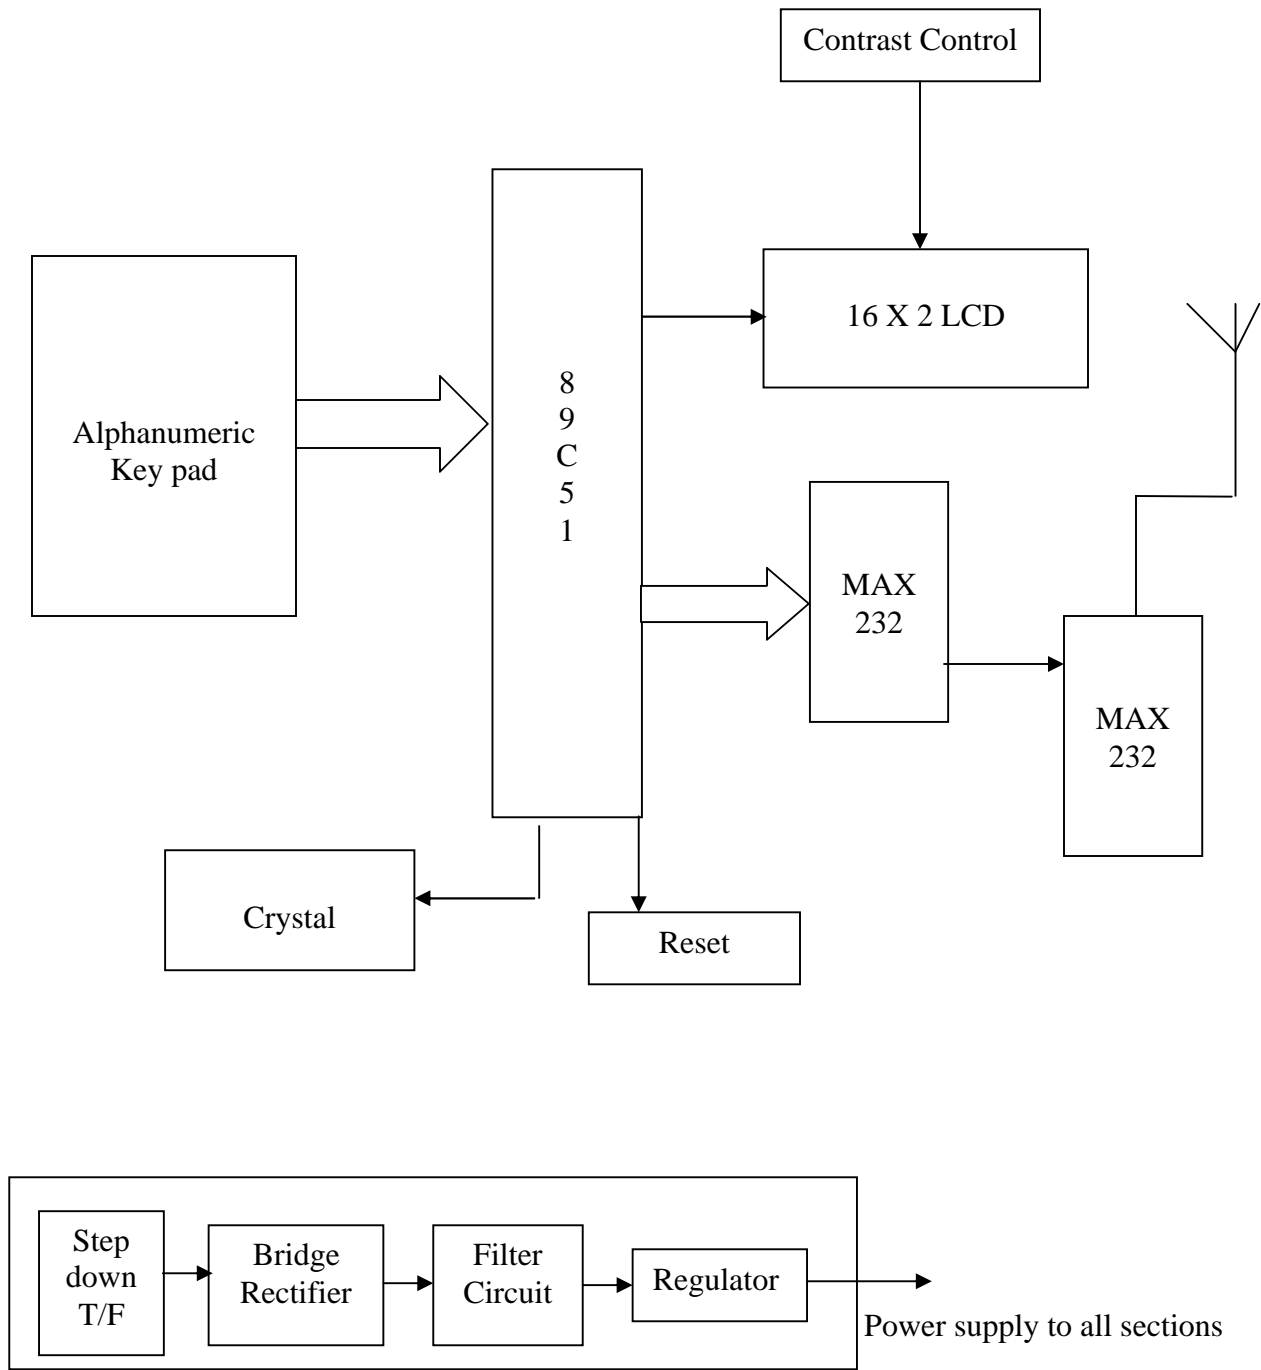 Contrast Control
16 X 2 LCD
Alphanumeric
Key pad
8
9
C
5
1
MAX
232
MAX
232
Crystal
Reset
Step
down
T/F
Bridge
Rectifier
Filter
Circuit
Regulator
Power supply to all sections